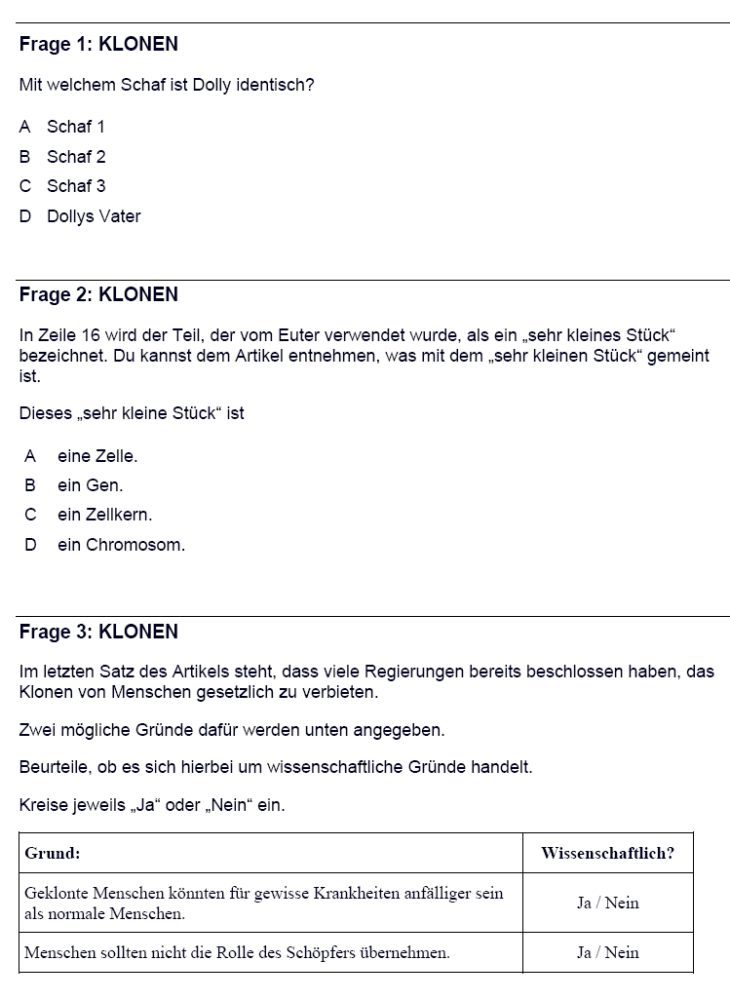 Frage 1: KLONEN
Mit welchem Schaf ist Dolly identisch?
A Schaf 1
B Schaf 2
C Schaf 3
D Dollys Vater
Frage 2: KLONEN
In Zeile 16 wird der Teil, der vom Euter verwendet wurde, als ein „sehr kleines Stück“
bezeichnet. Du kannst dem Artikel entnehmen, was mit dem „sehr kleinen Stück“ gemeint
ist.
Dieses „sehr kleine Stück“ ist
A eine Zelle.
B ein Gen.
C ein Zellkern.
D ein Chromosom.
Frage 3: KLONEN
Im letzten Satz des Artikels steht, dass viele Regierungen bereits beschlossen haben, das
Klonen von Menschen gesetzlich zu verbieten.
Zwei mögliche Gründe dafür werden unten angegeben.
Beurteile, ob es sich hierbei um wissenschaftliche Gründe handelt.
Kreise jeweils „Ja“ oder „Nein“ ein.
Grund: Wissenschaftlich?
Geklonte Menschen könnten für gewisse Krankheiten anfälliger sein
als normale Menschen.
Ja / Nein
Menschen sollten nicht die Rolle des Schöpfers übernehmen. Ja / Nein